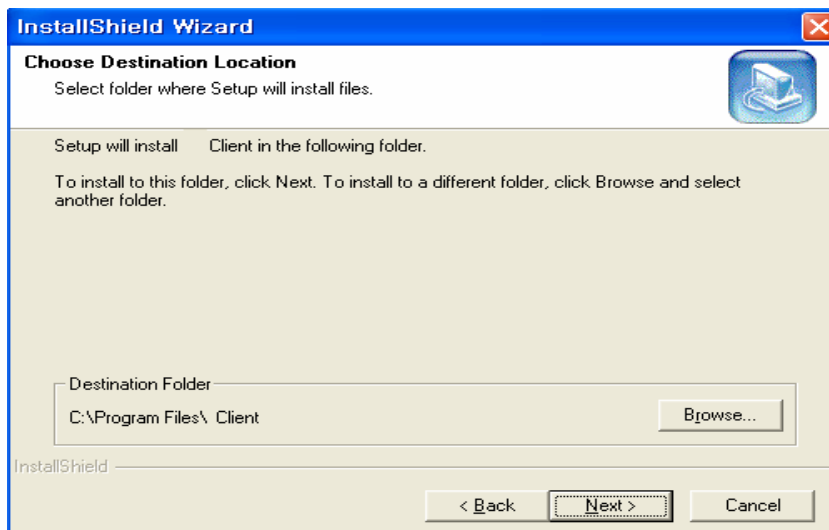 InstallShield Wizard
Choose Destination Location
Select folder where Setup will install files.
Setup will install Client in the following folder.
To install to this folder, click Next. To install to a different folder, click Browse and select
another folder.
Destination Folder
C:\Program Files\ Client
Browse...
InstallShield
< Back
Next >
Cancel